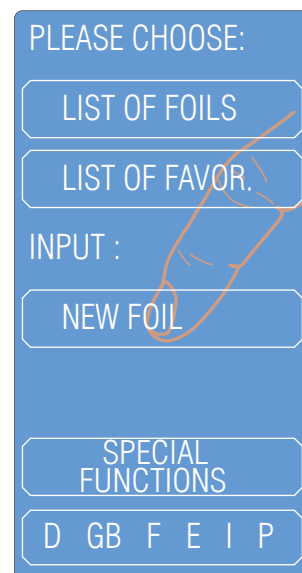 PLEASE CHOOSE:
LIST OF FOILS
LIST OF FAVOR.
INPUT :
NEW FOIL
SPECIAL
FUNCTIONS
D GB F E I P